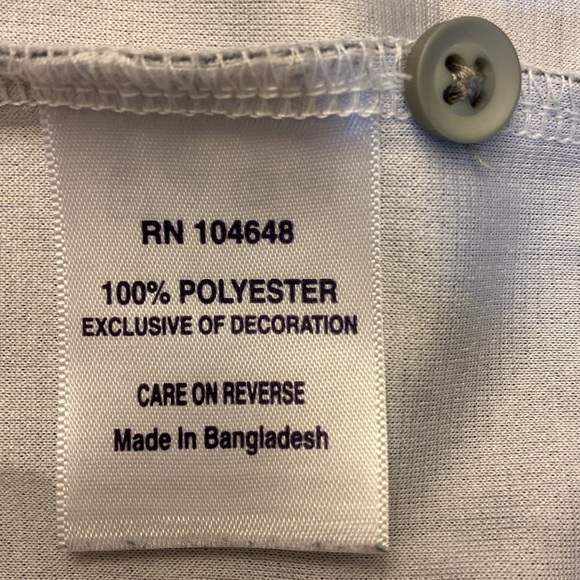 RN 104648
100% POLYESTER
EXCLUSIVE OF DECORATION
CARE ON REVERSE
Made In Bangladesh